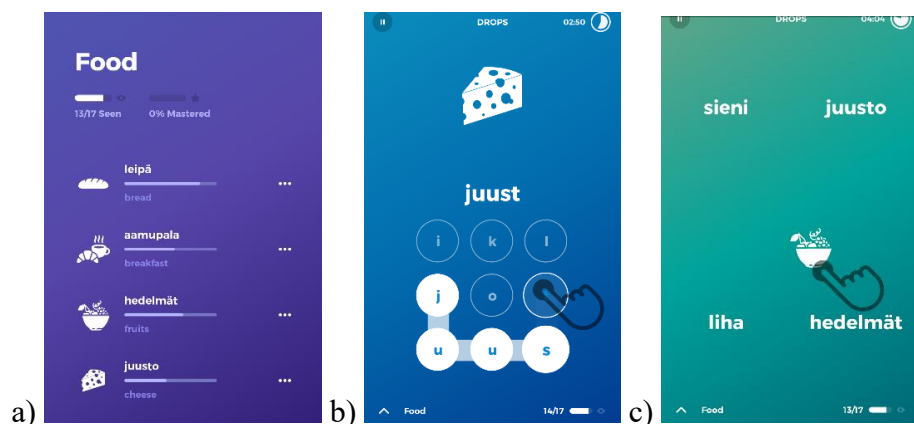 Food
13/17 Seen 0% Mastered
leipä
bread
aamupala
breakfast
hedelmät
fruits
juusto
cheese
a)
DROPS 02:50
juust
i k l
j o
u u s
Food 14/17
b)
DROPS 04:04
sieni juusto
liha hedelmät
Food 13/17
c)